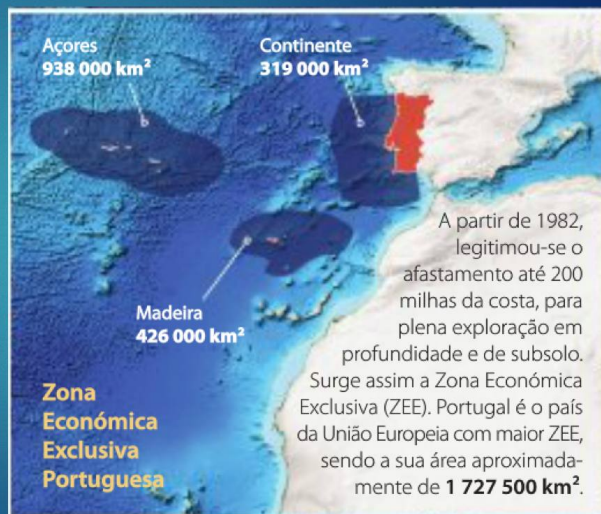 Açores
938 000 km²
Continente
319 000 km²
Madeira
426 000 km²
Zona
Económica
Exclusiva
Portuguesa
A partir de 1982,
legitimou-se o
afastamento até 200
milhas da costa, para
plena exploração em
profundidade e de subsolo.
Surge assim a Zona Económica
Exclusiva (ZEE). Portugal é o país
da União Europeia com maior ZEE,
sendo a sua área aproximada-
mente de 1 727 500 km².